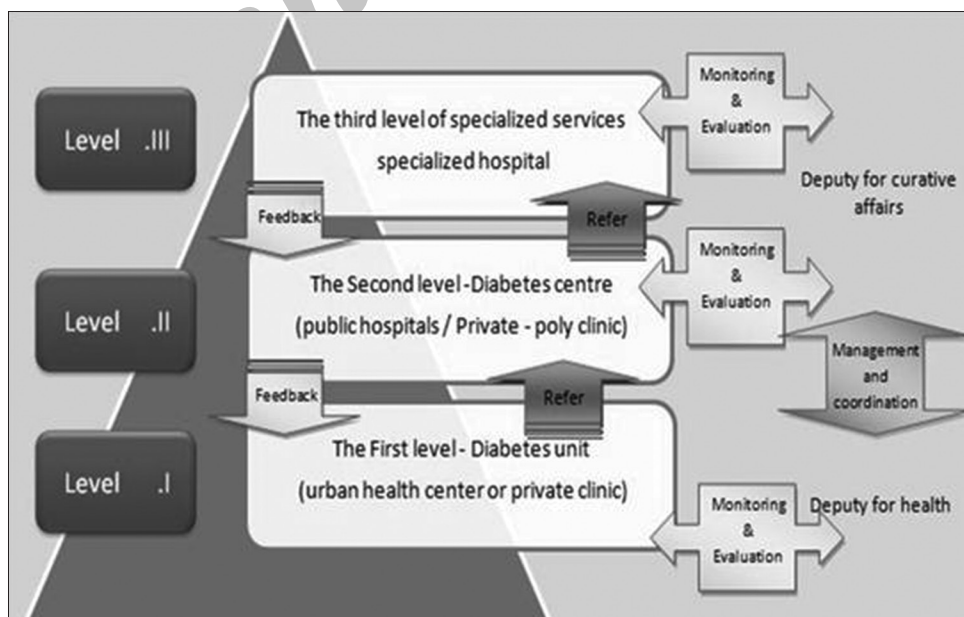 Level .III
The third level of specialized services
specialized hospital
Monitoring
&
Evaluation
Deputy for curative
affairs
Feedback
Refer
Level .II
The Second level -Diabetes centre
(public hospitals / Private - poly clinic)
Monitoring
&
Evaluation
Management
and
coordination
Feedback
Refer
Level .I
The First level - Diabetes unit
(urban health center or private clinic)
Monitoring
&
Evaluation
Deputy for health